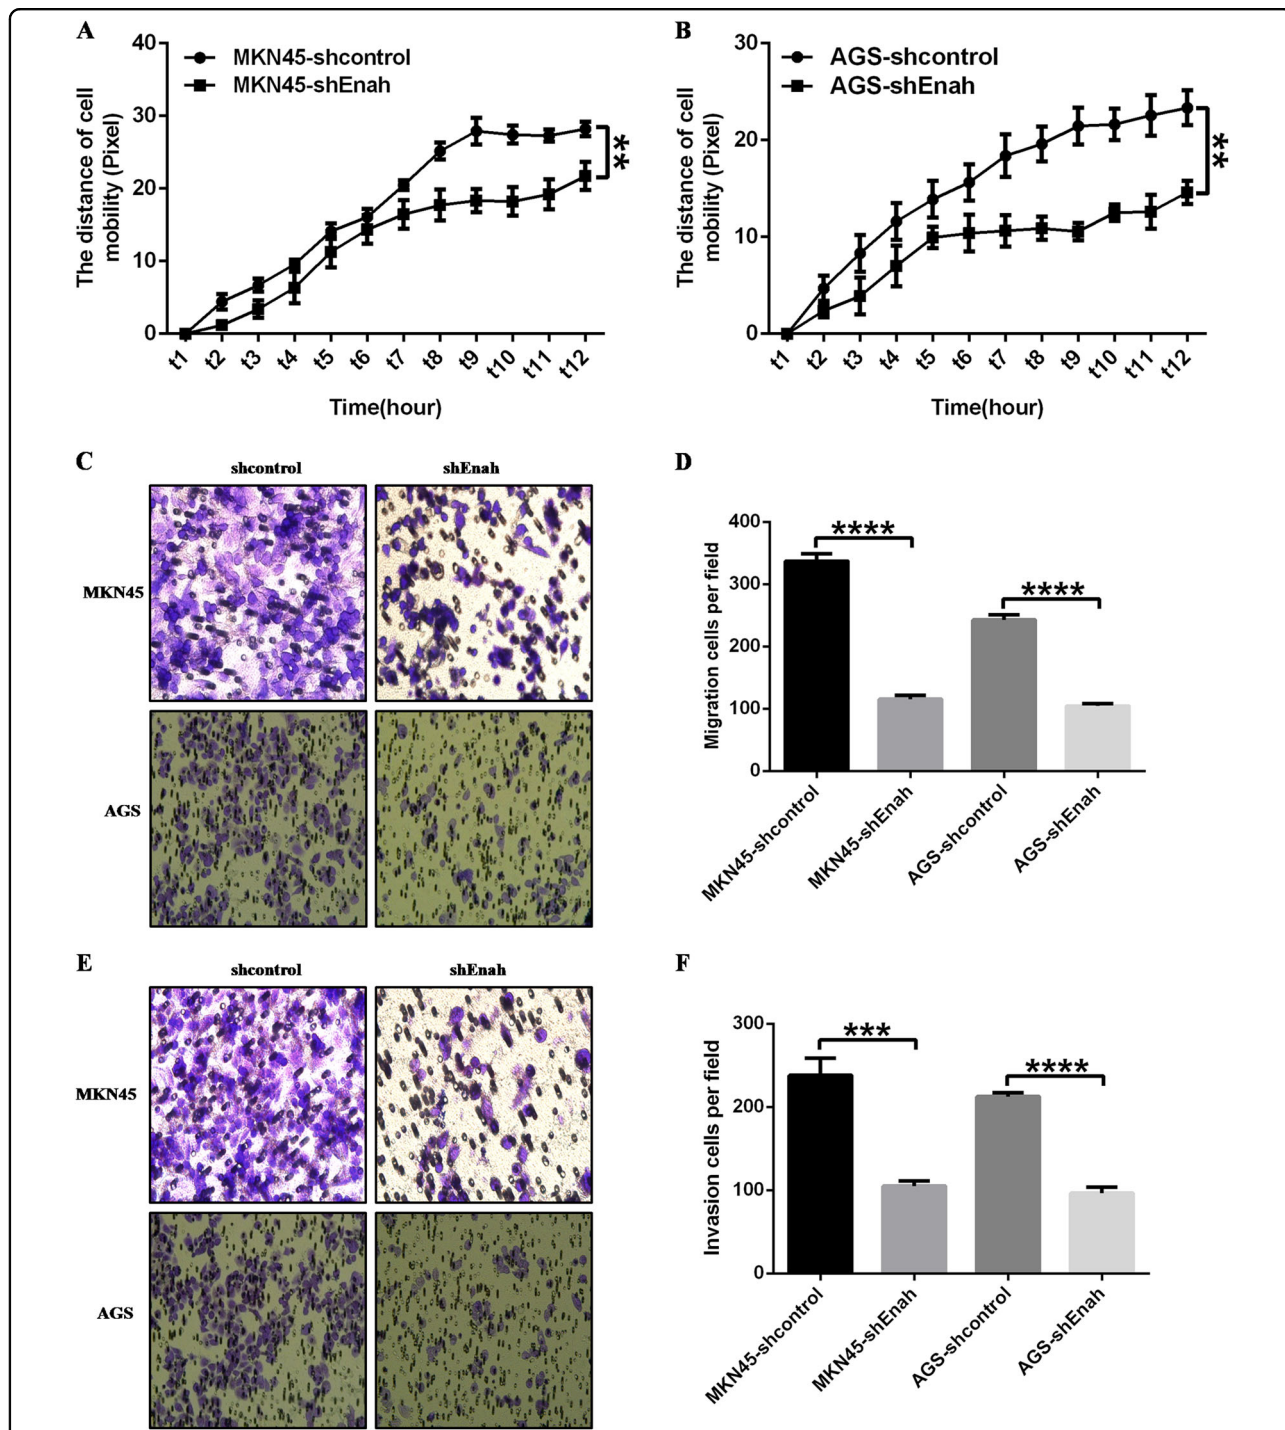 A
40
30
20
10
0
The distance of cell
mobility (Pixel)
MKN45-shcontrol
MKN45-shEnah
**
t1 t2 t3 t4 t5 t6 t7 t8 t9 t10 t11 t12
Time(hour)
B
30
20
10
0
The distance of cell
mobility (Pixel)
AGS-shcontrol
AGS-shEnah
**
t1 t2 t3 t4 t5 t6 t7 t8 t9 t10 t11 t12
Time(hour)
C
shcontrol shEnah
MKN45
AGS
D
400
300
200
100
0
Migration cells per field
****
****
MKN45-shcontrol
MKN45-shEnah
AGS-shcontrol
AGS-shEnah
E
shcontrol shEnah
MKN45
AGS
F
300
200
100
0
Invasion cells per field
***
****
MKN45-shcontrol
MKN45-shEnah
AGS-shcontrol
AGS-shEnah